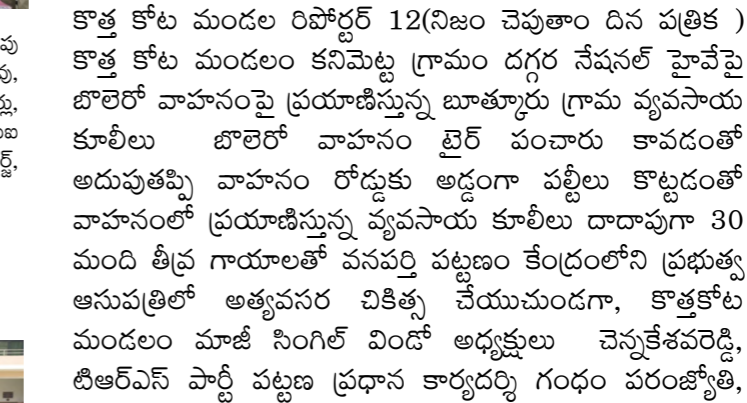 కొత్త కోట మండల రిపోర్టర్ 12(నిజం చెపుతాం దిన పత్రిక )
కొత్త కోట మండలం కనిమెట్ట గ్రామం దగ్గర నేషనల్ హైవేపై
బొలెరో వాహనంపై ప్రయాణిస్తున్న బూత్కూరు గ్రామ వ్యవసాయ
కూలీలు బొలెరో వాహనం టైర్ పంచారు కావడంతో
అదుపుతప్పి వాహనం రోడ్డుకు అడ్డంగా పల్టీలు కొట్టడంతో
వాహనంలో ప్రయాణిస్తున్న వ్యవసాయ కూలీలు దాదాపుగా 30
మంది తీవ్ర గాయాలతో వనపర్తి పట్టణం కేంద్రంలోని ప్రభుత్వ
ఆసుపత్రిలో అత్యవసర చికిత్స చేయుచుండగా, కొత్తకోట
మండలం మాజీ సింగిల్ విండో అధ్యక్షులు చెన్నకేశవరెడ్డి,
టిఆర్ఎస్ పార్టీ పట్టణ ప్రధాన కార్యదర్శి గంధం పరంజ్యోతి,